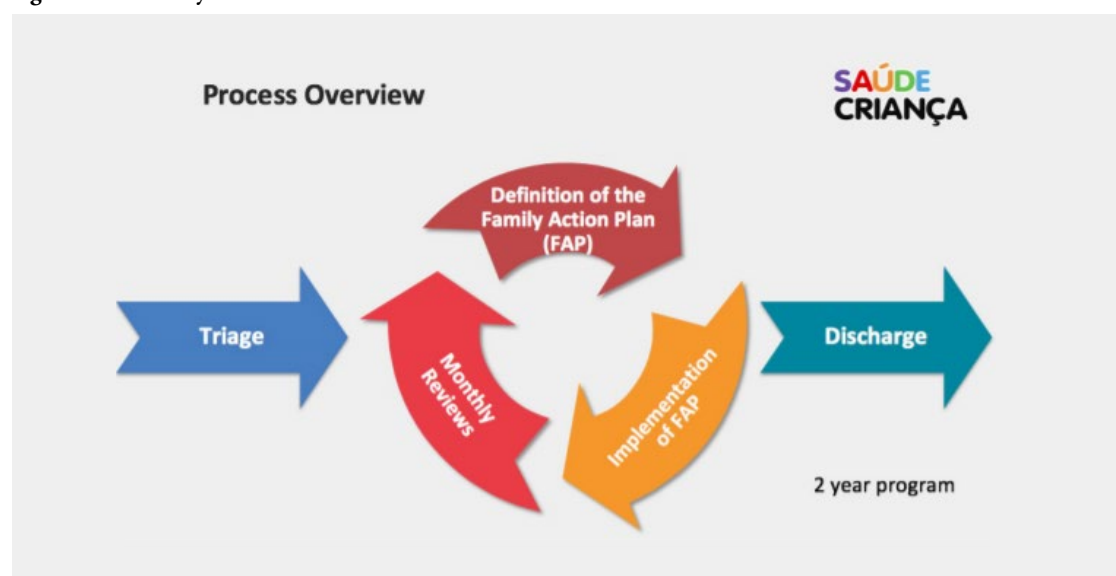 Process Overview
SAÚDE
CRIANÇA
Definition of the
Family Action Plan
(FAP)
Triage
Discharge
Monthly
Reviews
Implementation
of FAP
2 year program